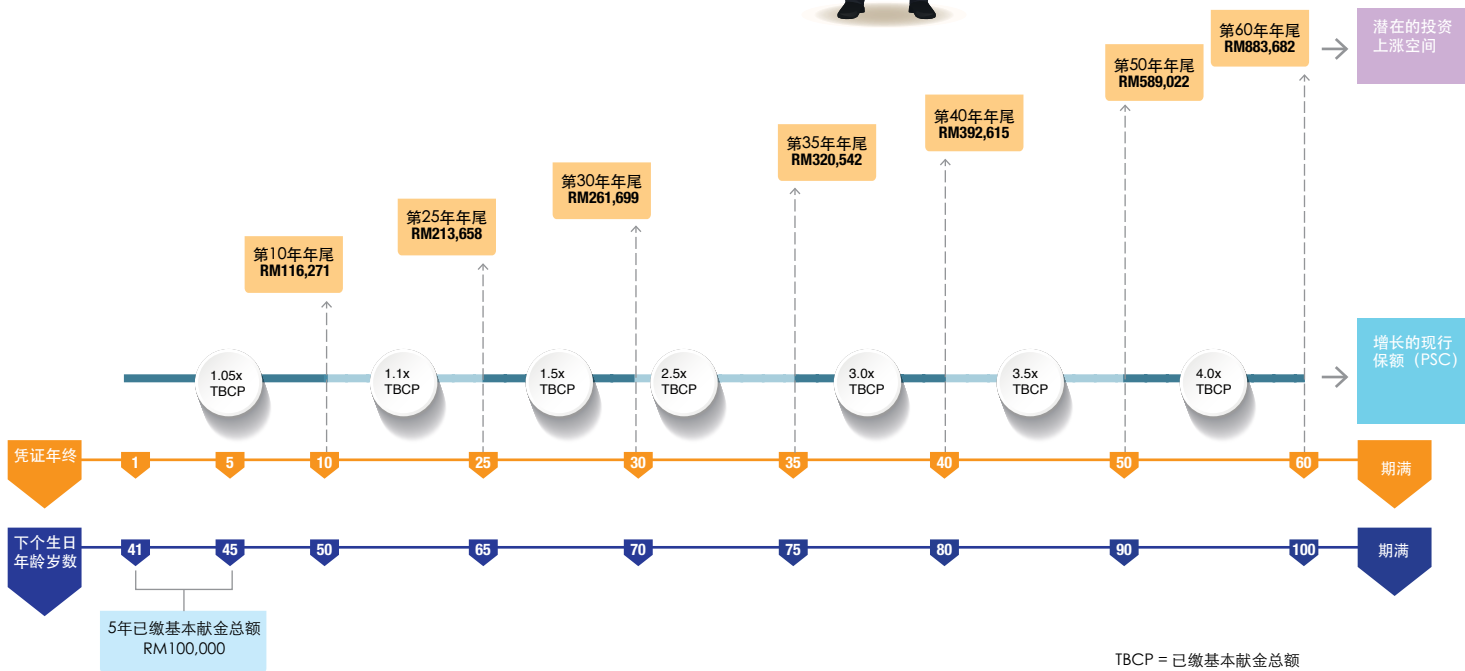 第60年年尾
RM883,682
潜在的投资
上涨空间
第50年年尾
RM589,022
第40年年尾
RM392,615
第35年年尾
RM320,542
第30年年尾
RM261,699
第25年年尾
RM213,658
第10年年尾
RM116,271
1.05x
TBCP
1.1x
TBCP
1.5x
TBCP
2.5x
TBCP
3.0x
TBCP
3.5x
TBCP
4.0x
TBCP
增长的现行
保额（PSC）
凭证年终
1
5
10
25
30
35
40
50
60
期满
下个生日
年龄岁数
41
45
50
65
70
75
80
90
100
期满
5年已缴基本献金总额
RM100,000
TBCP = 已缴基本献金总额